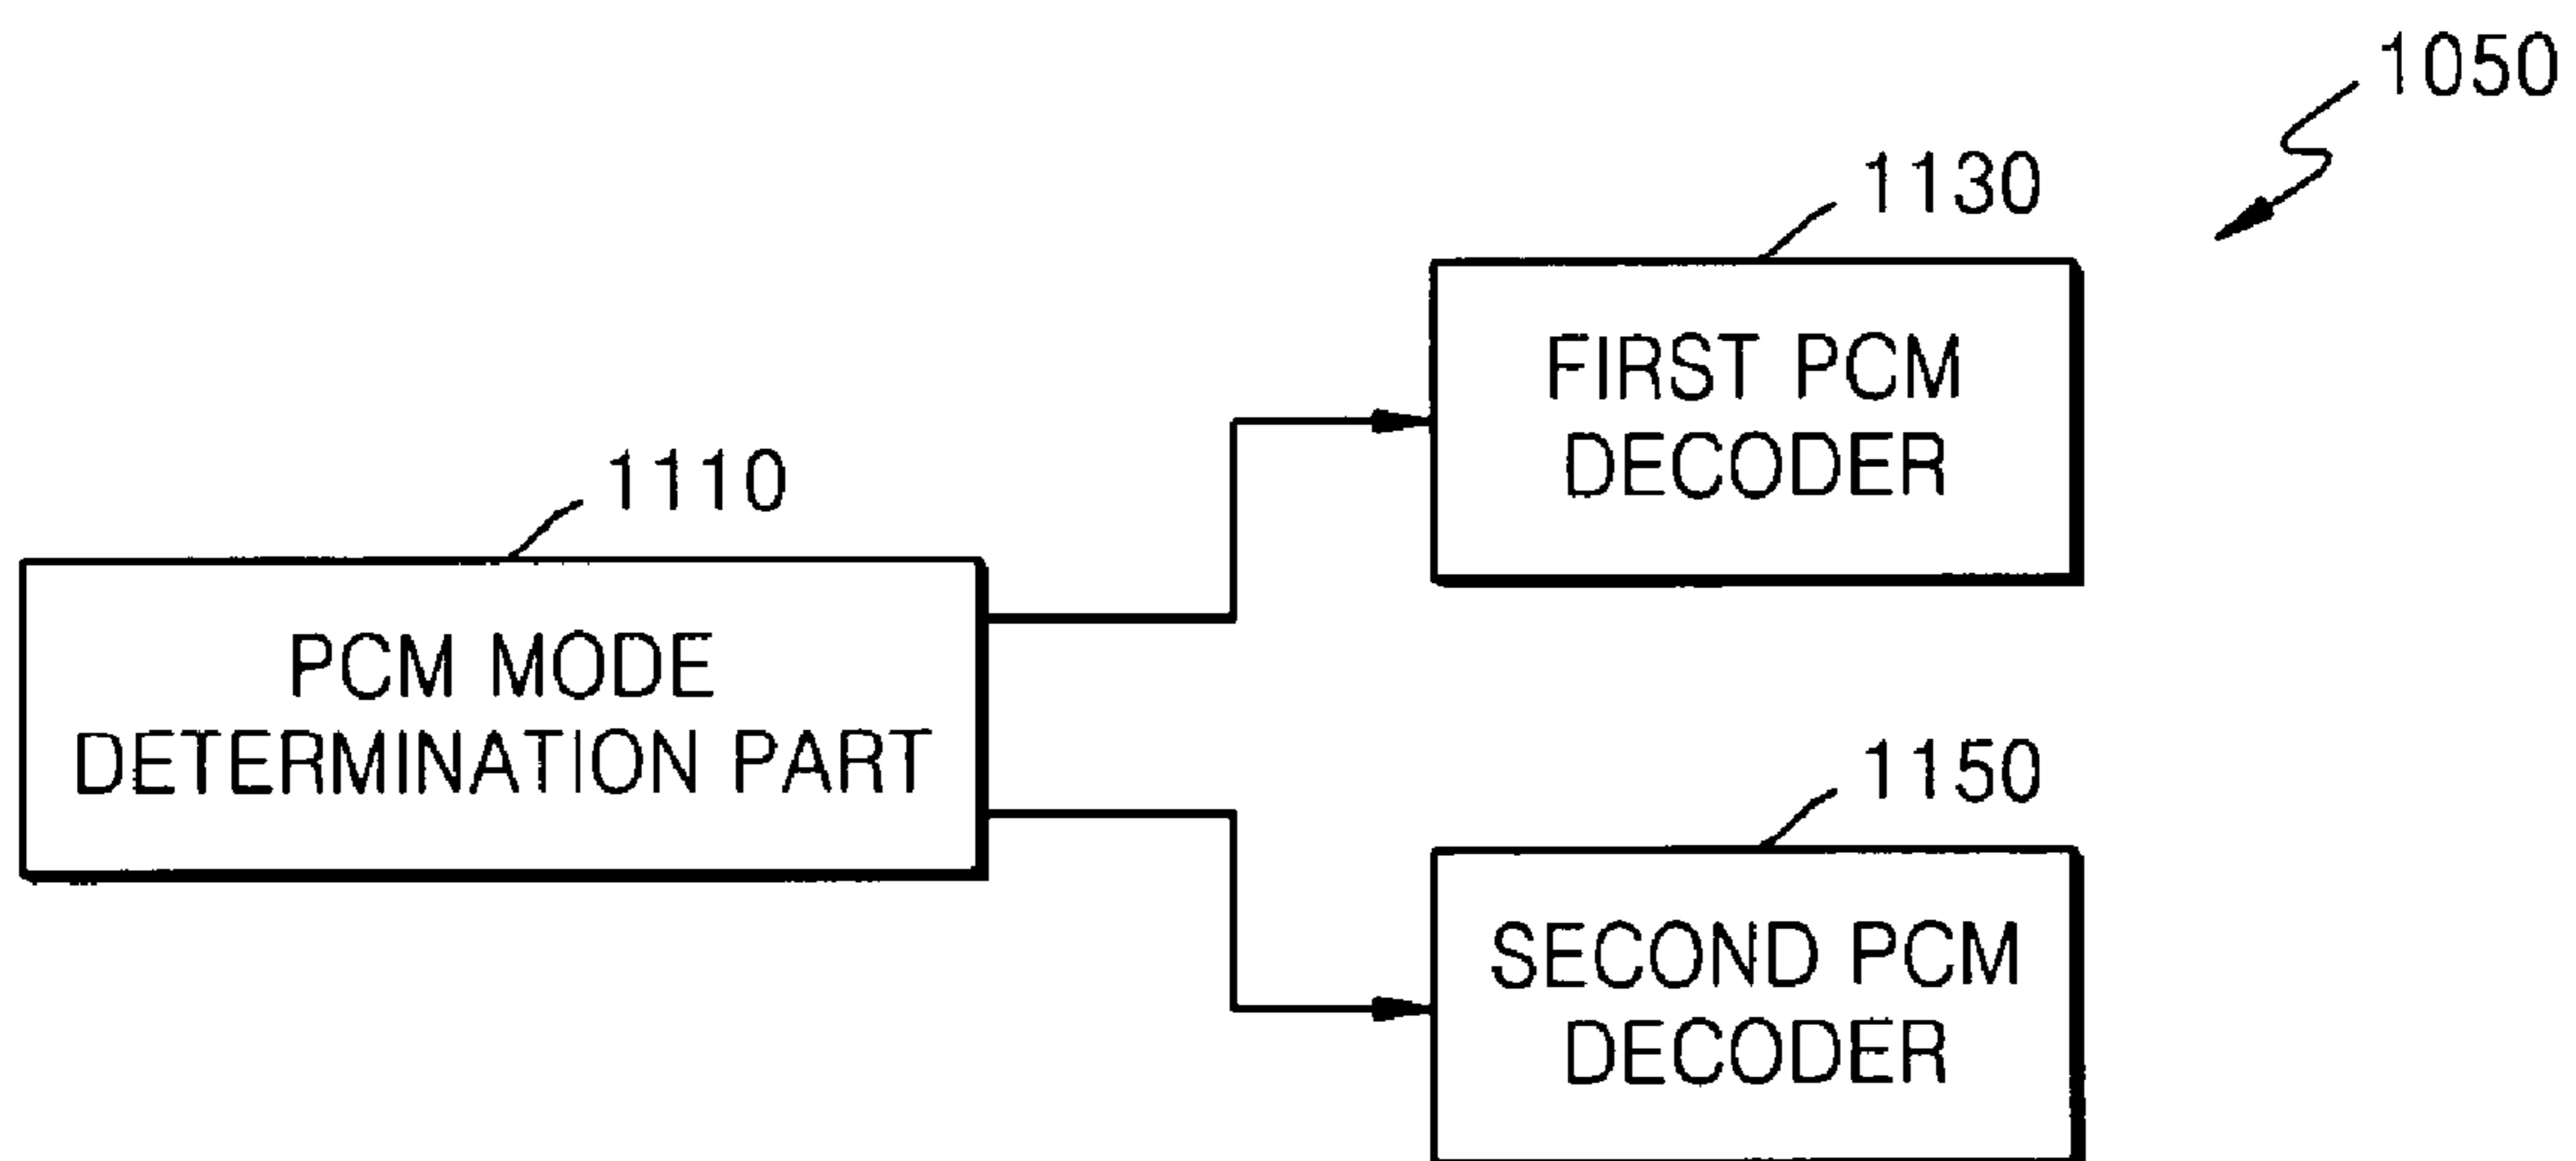 1050
1130
FIRST PCM
DECODER
1110
PCM MODE
DETERMINATION PART
1150
SECOND PCM
DECODER